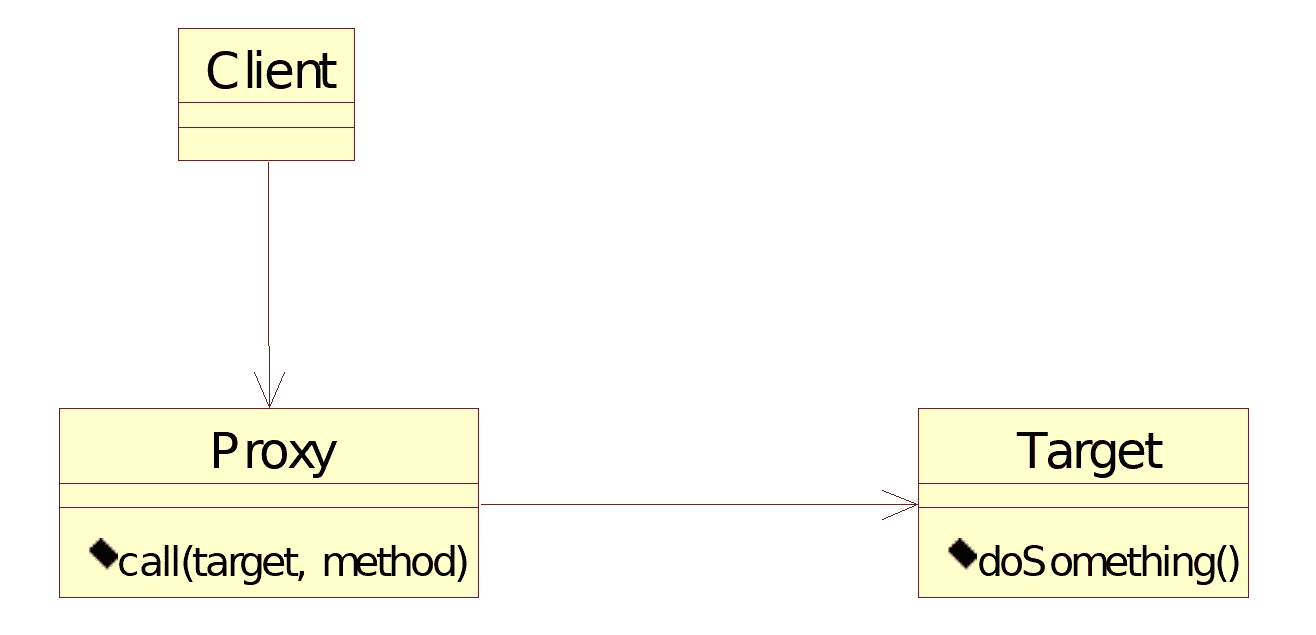 Client
Proxy
call(target, method)
Target
doSomething()